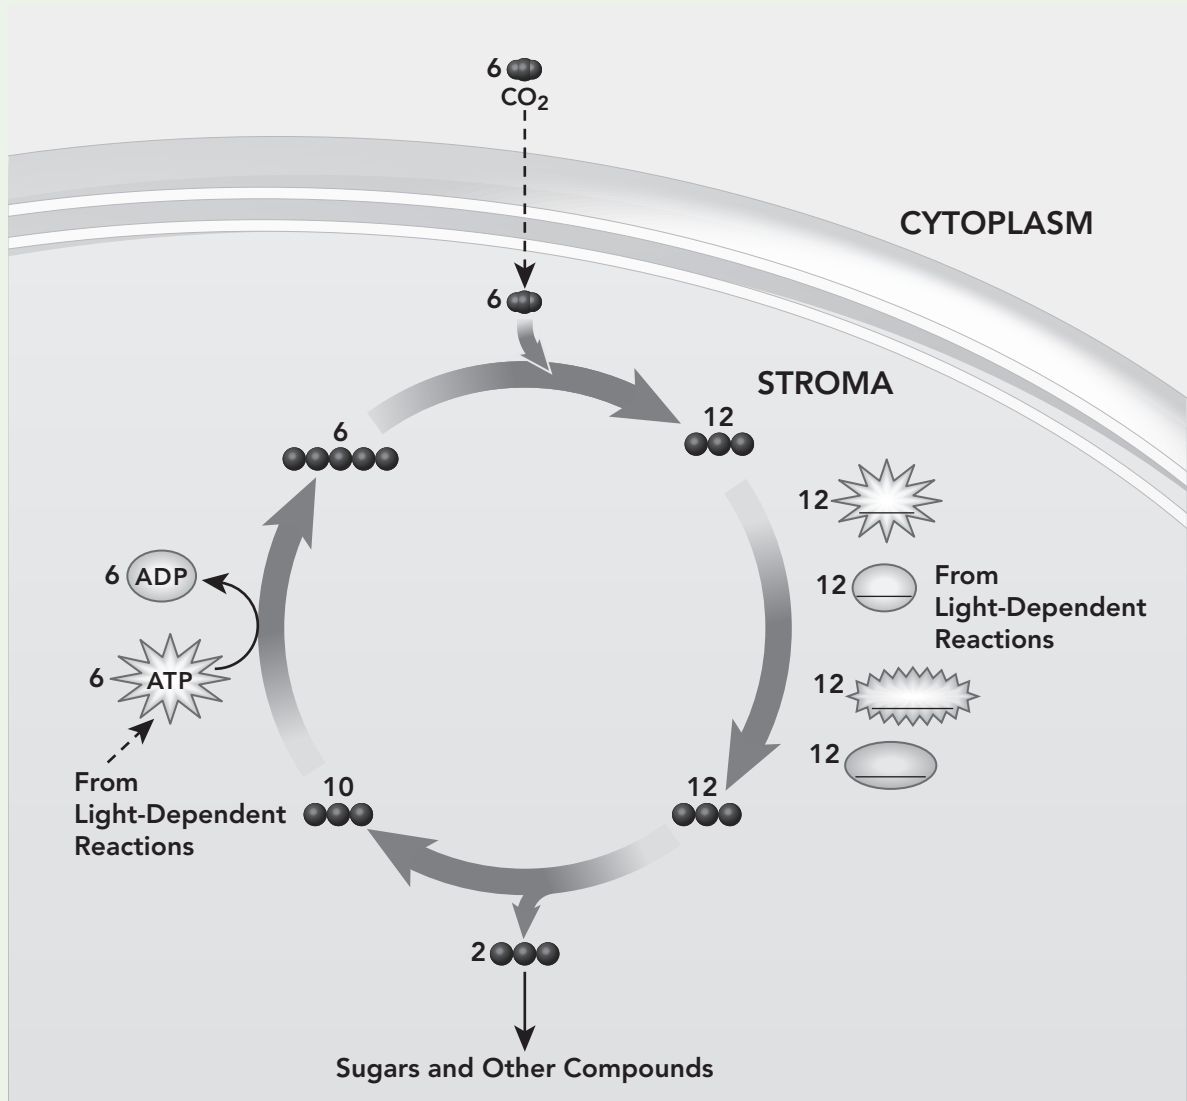 6
CO2
CYTOPLASM
6
STROMA
12
6
12
12 From
Light-Dependent
Reactions
6 ADP
6 ATP
12
12
From
Light-Dependent
Reactions
10
12
2
Sugars and Other Compounds